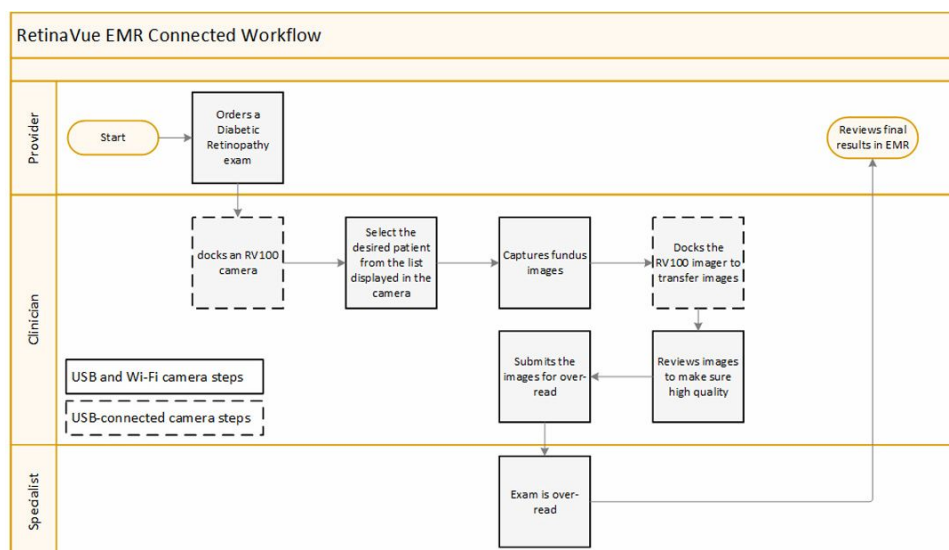 RetinaVue EMR Connected Workflow
Provider
Start
Orders a
Diabetic
Retinopathy
exam
Reviews final
results in EMR
Clinician
docks an RV100
camera
Select the
desired patient
from the list
displayed in the
camera
Captures fundus
images
Docks the
RV100 imager to
transfer images
Submits the
images for over-
read
Reviews images
to make sure
high quality
USB and Wi-Fi camera steps
USB-connected camera steps
Specialist
Exam is over-
read